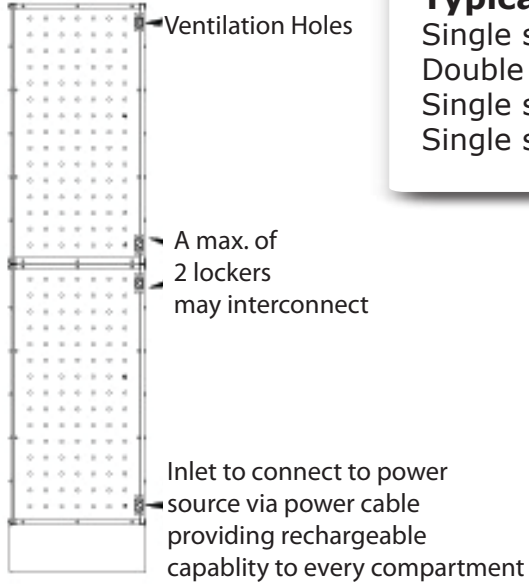 Ventilation Holes
Single
Double
Single
Single
A max. of
2 lockers
may interconnect
Inlet to connect to power
source via power cable
providing rechargeable
capablity to every compartment